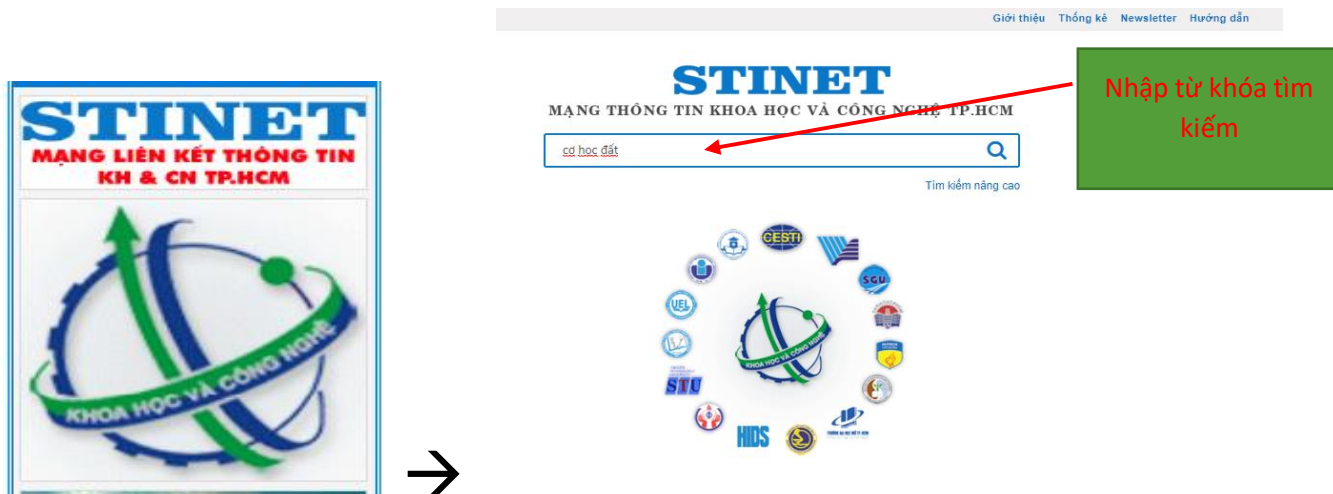 Giới thiệu Thống kê Newsletter Hướng dẫn
STINET
MẠNG LIÊN KẾT THÔNG TIN
KH & CN TP.HCM
KHOA HỌC VÀ CÔNG NGHỆ
STINET
MẠNG THÔNG TIN KHOA HỌC VÀ CÔNG NGHỆ TP.HCM
cơ học đất
Tìm kiếm nâng cao
Nhập từ khóa tìm
kiếm
CESTI
SGU
UEL
STU
HIDS
KHOA HỌC VÀ CÔNG NGHỆ